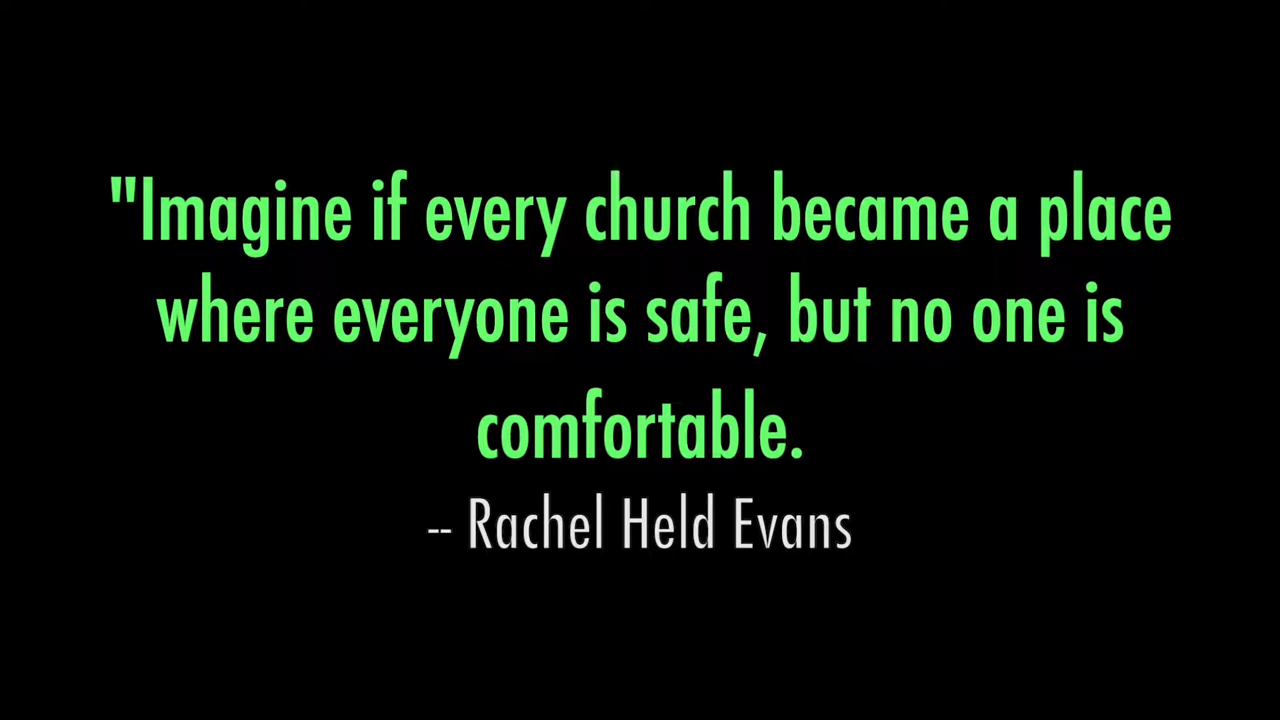 "Imagine if every church became a place
where everyone is safe, but no one is
comfortable.
-- Rachel Held Evans